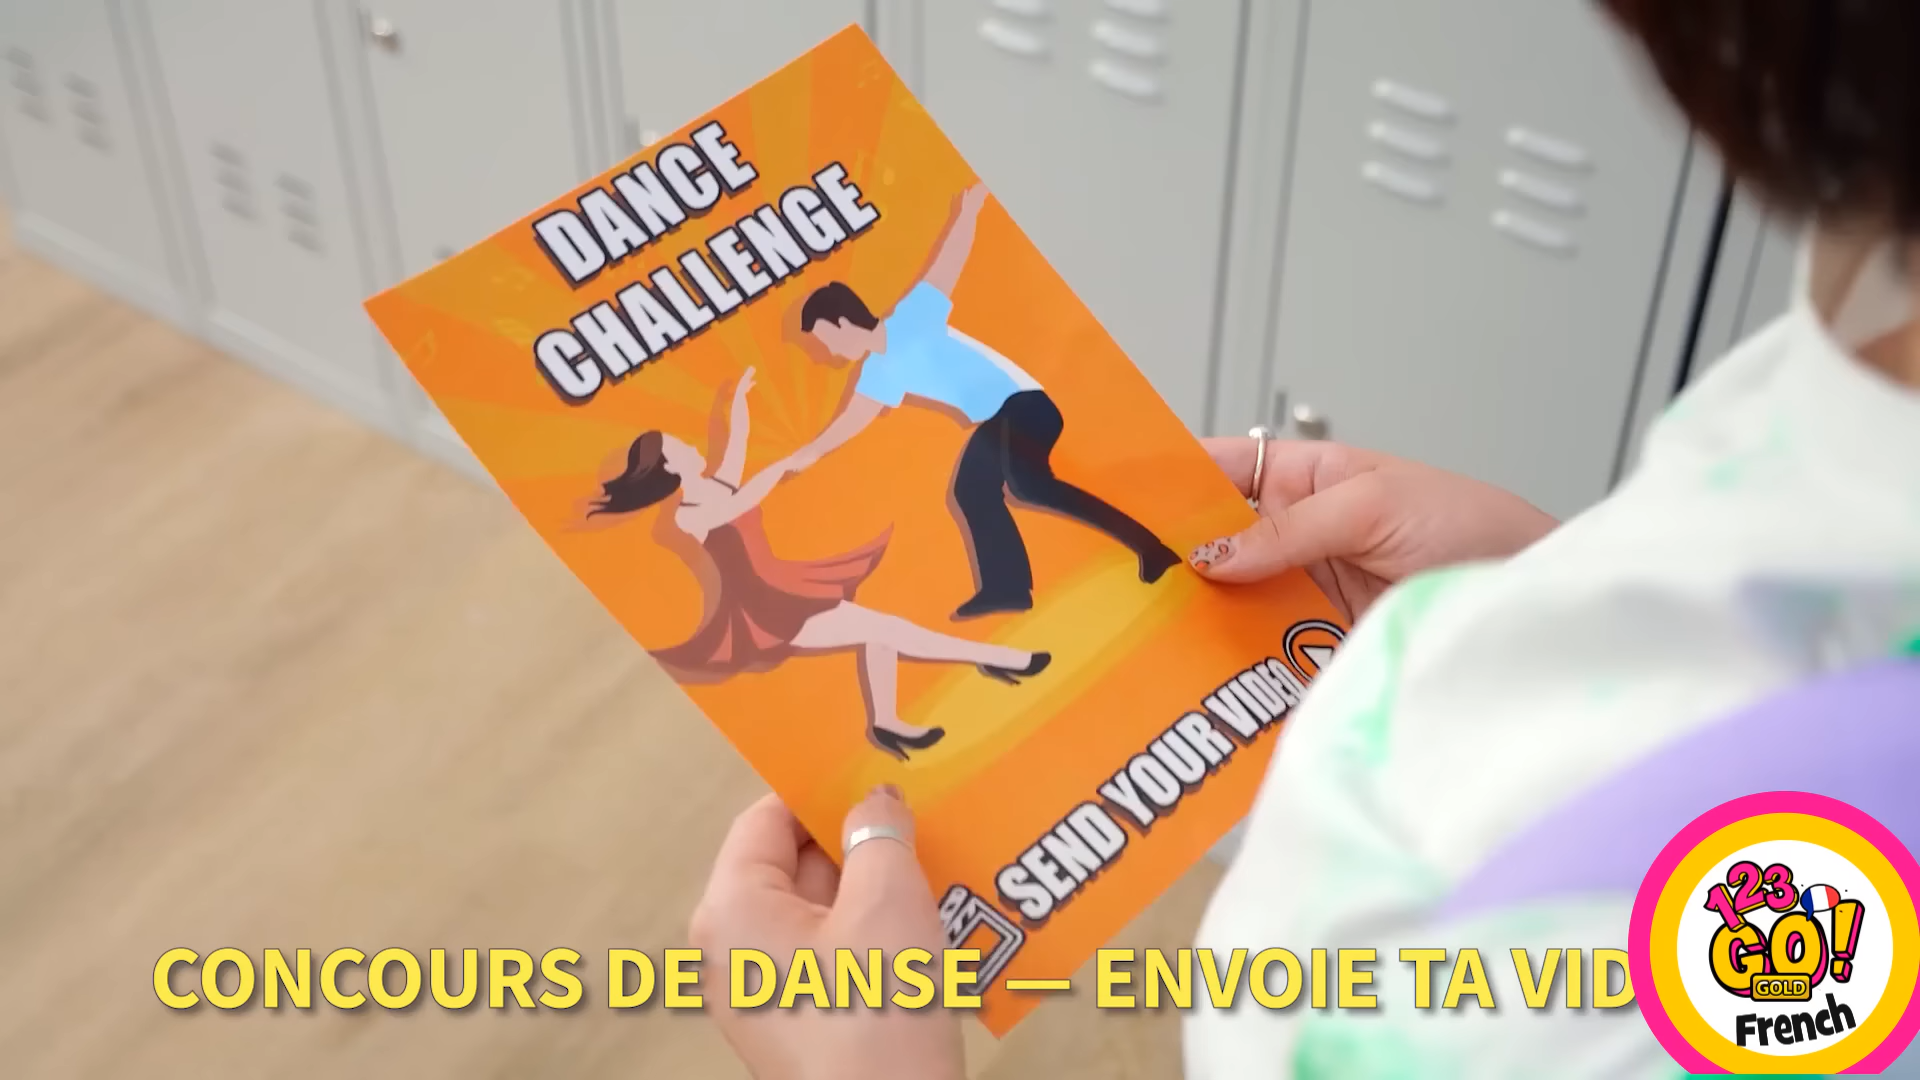 DANCE
CHALLENGE
SEND YOUR VIDEO
CONCOURS DE DANSE — ENVOIE TA VID
123
GO!
GOLD
French